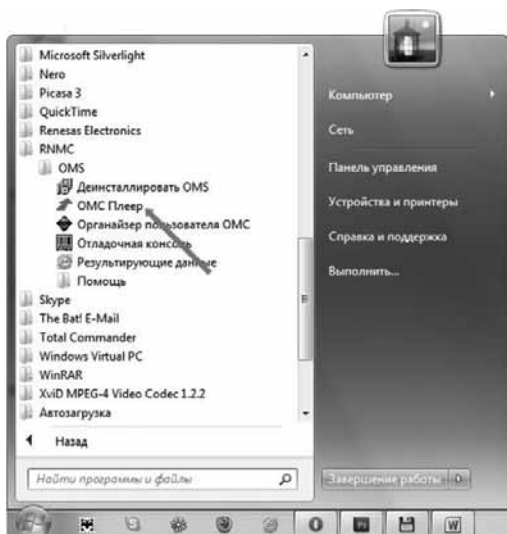 Microsoft Silverlight
Nero
Picasa 3
QuickTime
Renesas Electronics
RNMC
OMS
Деинсталлировать OMS
ОМС Плеер
Органайзер пользователя ОМС
Отладочная консоль
Результирующие данные
Помощь
Skype
The Bat! E-Mail
Total Commander
Windows Virtual PC
WinRAR
XviD MPEG-4 Video Codec 1.2.2
Автозагрузка
Назад
Найти программы и файлы
Компьютер
Сеть
Панель управления
Устройства и принтеры
Справка и поддержка
Выполнить...
Завершение работы